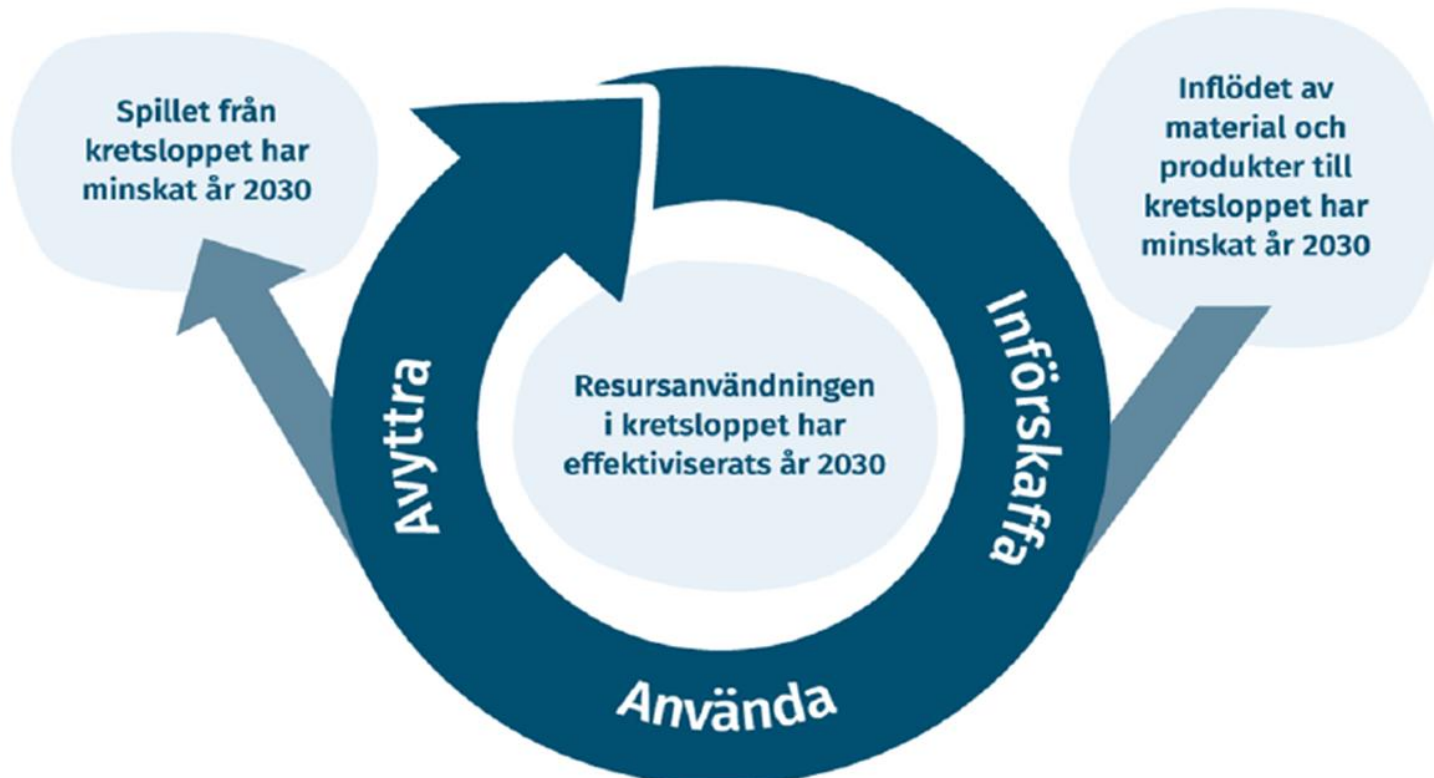 Spillet från
kretsloppet har
minskat år 2030
Inflödet av
material och
produkter till
kretsloppet har
minskat år 2030
Resursanvändningen
i kretsloppet har
effektiviserats år 2030
Införskaffa
Använda
Avyttra